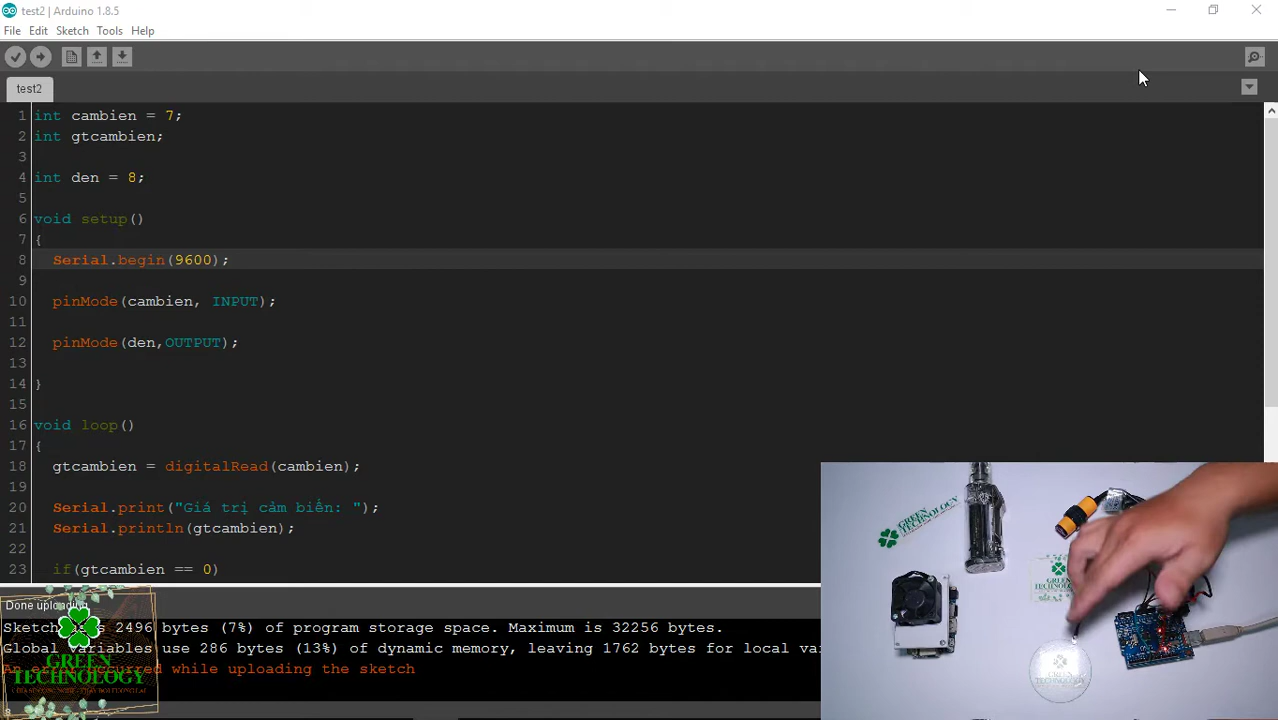 test2 | Arduino 1.8.5
File Edit Sketch Tools Help
test2
1 int cambien = 7;
2 int gtcambien;
3
4 int den = 8;
5
6 void setup()
7 {
8 Serial.begin(9600);
9
10 pinMode(cambien, INPUT);
11
12 pinMode(den,OUTPUT);
13
14 }
15
16 void loop()
17 {
18 gtcambien = digitalRead(cambien);
19
20 Serial.print("Giá trị cảm biến: ");
21 Serial.println(gtcambien);
22
23 if(gtcambien == 0)
Done uploading
Sketch 2496 bytes (7%) of program storage space. Maximum is 32256 bytes.
Global variables use 286 bytes (13%) of dynamic memory, leaving 1762 bytes for local va
An error occurred while uploading the sketch
GREEN
TECHNOLOGY
8
GREEN TECHNOLOGY